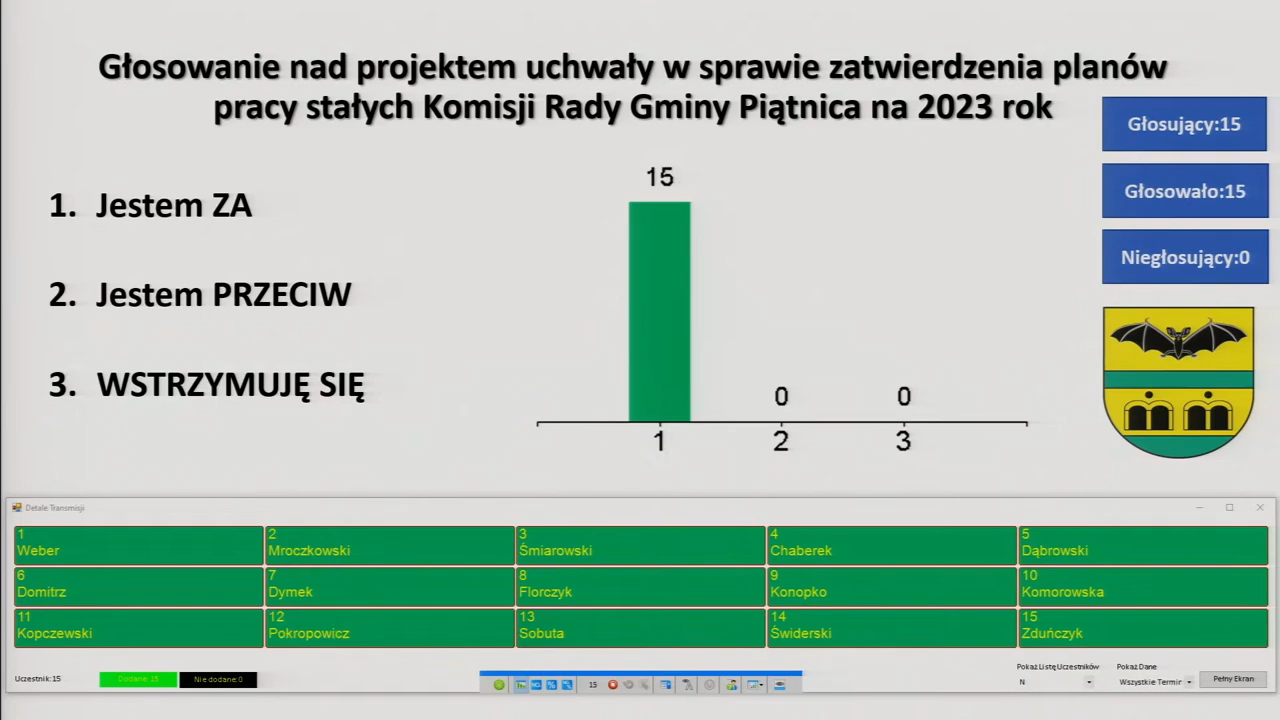 Głosowanie nad projektem uchwały w sprawie zatwierdzenia planów
pracy stałych Komisji Rady Gminy Piątnica na 2023 rok
Głosujący:15
Głosowało:15
Niegłosujący:0
1. Jestem ZA
2. Jestem PRZECIW
3. WSTRZYMUJĘ SIĘ
15
0
0
1
2
3
Detale Transmisji
1
Weber
2
Mroczkowski
3
Śmiarowski
4
Chaberek
5
Dąbrowski
6
Domitrz
7
Dymek
8
Florczyk
9
Konopko
10
Komorowska
11
Kopczewski
12
Pokropowicz
13
Sobuta
14
Świderski
15
Zduńczyk
Uczestnik:15
Dodane:15
Nie dodane:0
15
Pokaż Listę Uczestników
N
Pokaż Dane
Wszystkie Termir
Pełny Ekran